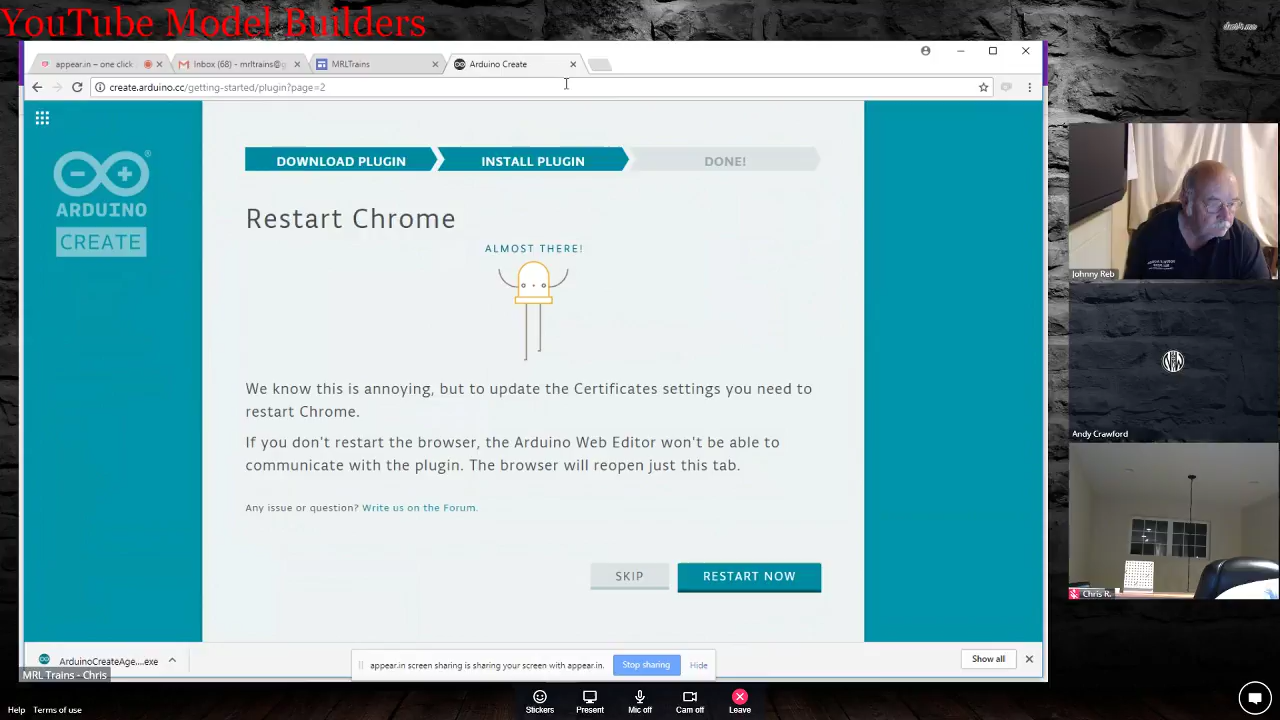 YouTube Model Builders
appear.in – one click
Inbox (68) - mrltrains@g
MRLTrains
Arduino Create
create.arduino.cc/getting-started/plugin?page=2
ARDUINO
CREATE
DOWNLOAD PLUGIN
INSTALL PLUGIN
DONE!
Restart Chrome
ALMOST THERE!
We know this is annoying, but to update the Certificates settings you need to
restart Chrome.
If you don't restart the browser, the Arduino Web Editor won't be able to
communicate with the plugin. The browser will reopen just this tab.
Any issue or question? Write us on the Forum.
SKIP
RESTART NOW
ArduinoCreateAge....exe
appear.in screen sharing is sharing your screen with appear.in.
Stop sharing
Hide
Show all
MRL Trains - Chris
Johnny Reb
Andy Crawford
Chris R.
Stickers
Present
Mic off
Cam off
Leave
Help
Terms of use